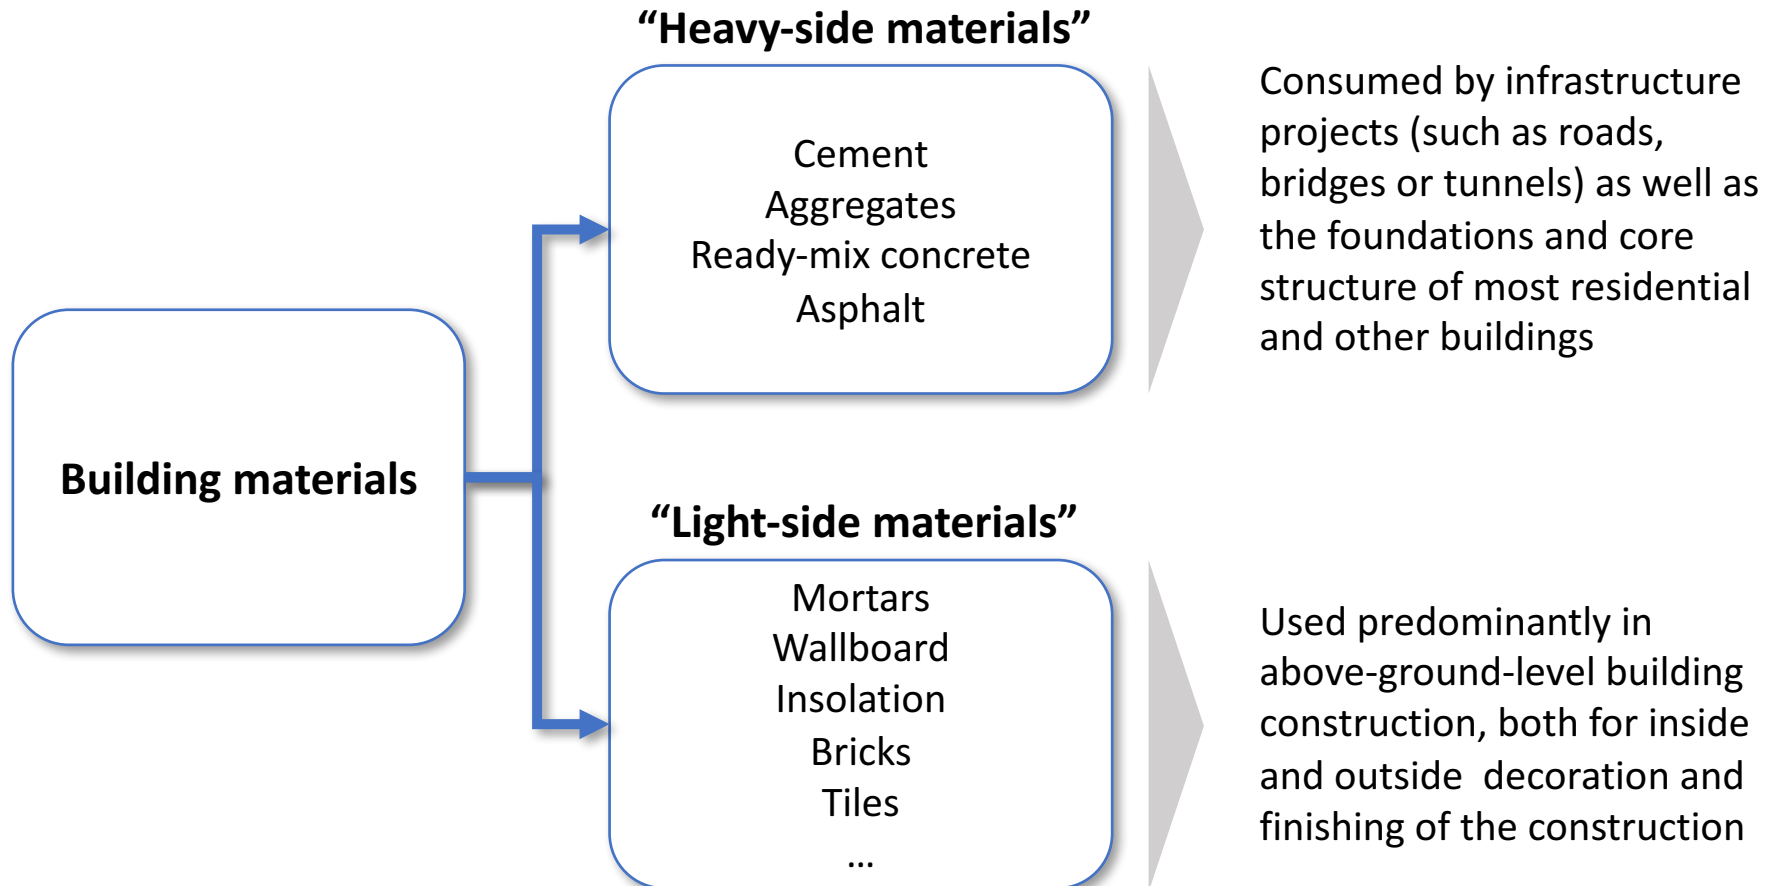 “Heavy-side materials”
Cement
Aggregates
Ready-mix concrete
Asphalt
Consumed by infrastructure
projects (such as roads,
bridges or tunnels) as well as
the foundations and core
structure of most residential
and other buildings
Building materials
“Light-side materials”
Mortars
Wallboard
Insolation
Bricks
Tiles
...
Used predominantly in
above-ground-level building
construction, both for inside
and outside  decoration and
finishing of the construction